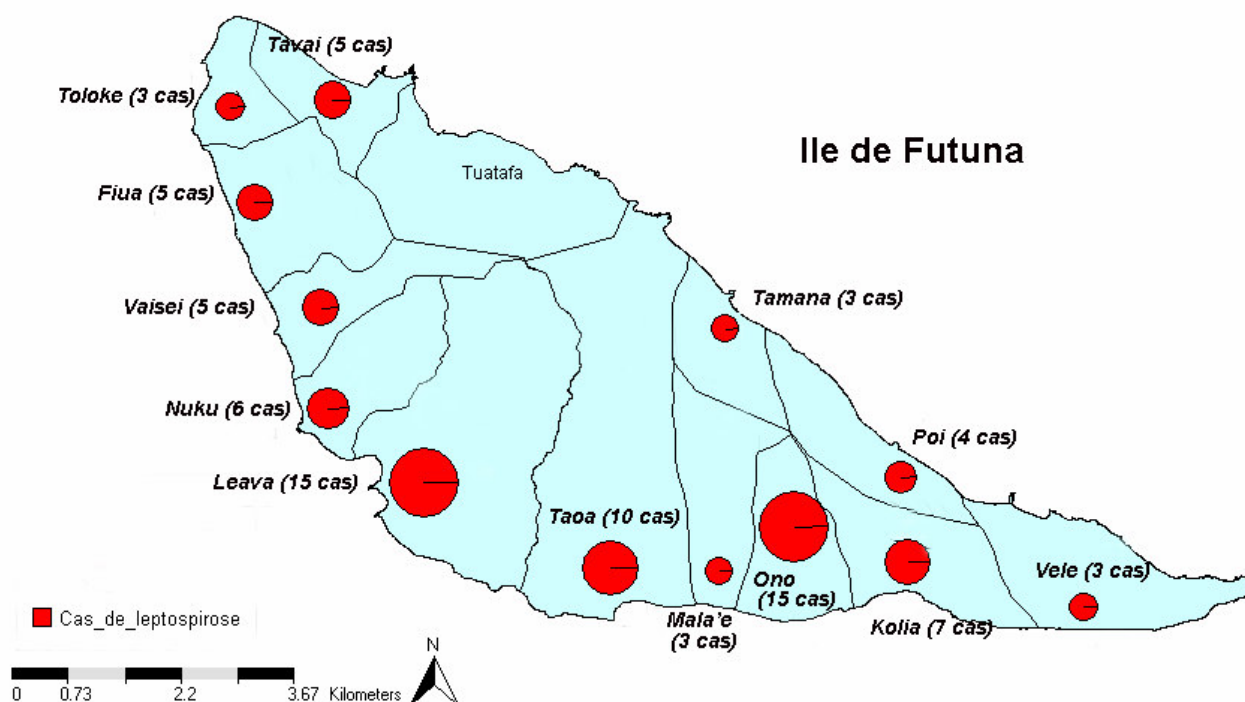 Tavai (5 cas)
Toloke (3 cas)
Ile de Futuna
Tuatafa
Fiua (5 cas)
Tamana (3 cas)
Vaisei (5 cas)
Nuku (6 cas)
Poi (4 cas)
Leava (15 cas)
Taoa (10 cas)
Vele (3 cas)
Ono
(15 cas)
Mala'e
(3 cas)
Kolia (7 cas)
Cas_de_leptospirose
N
0 0.73 2.2 3.67 Kilometers